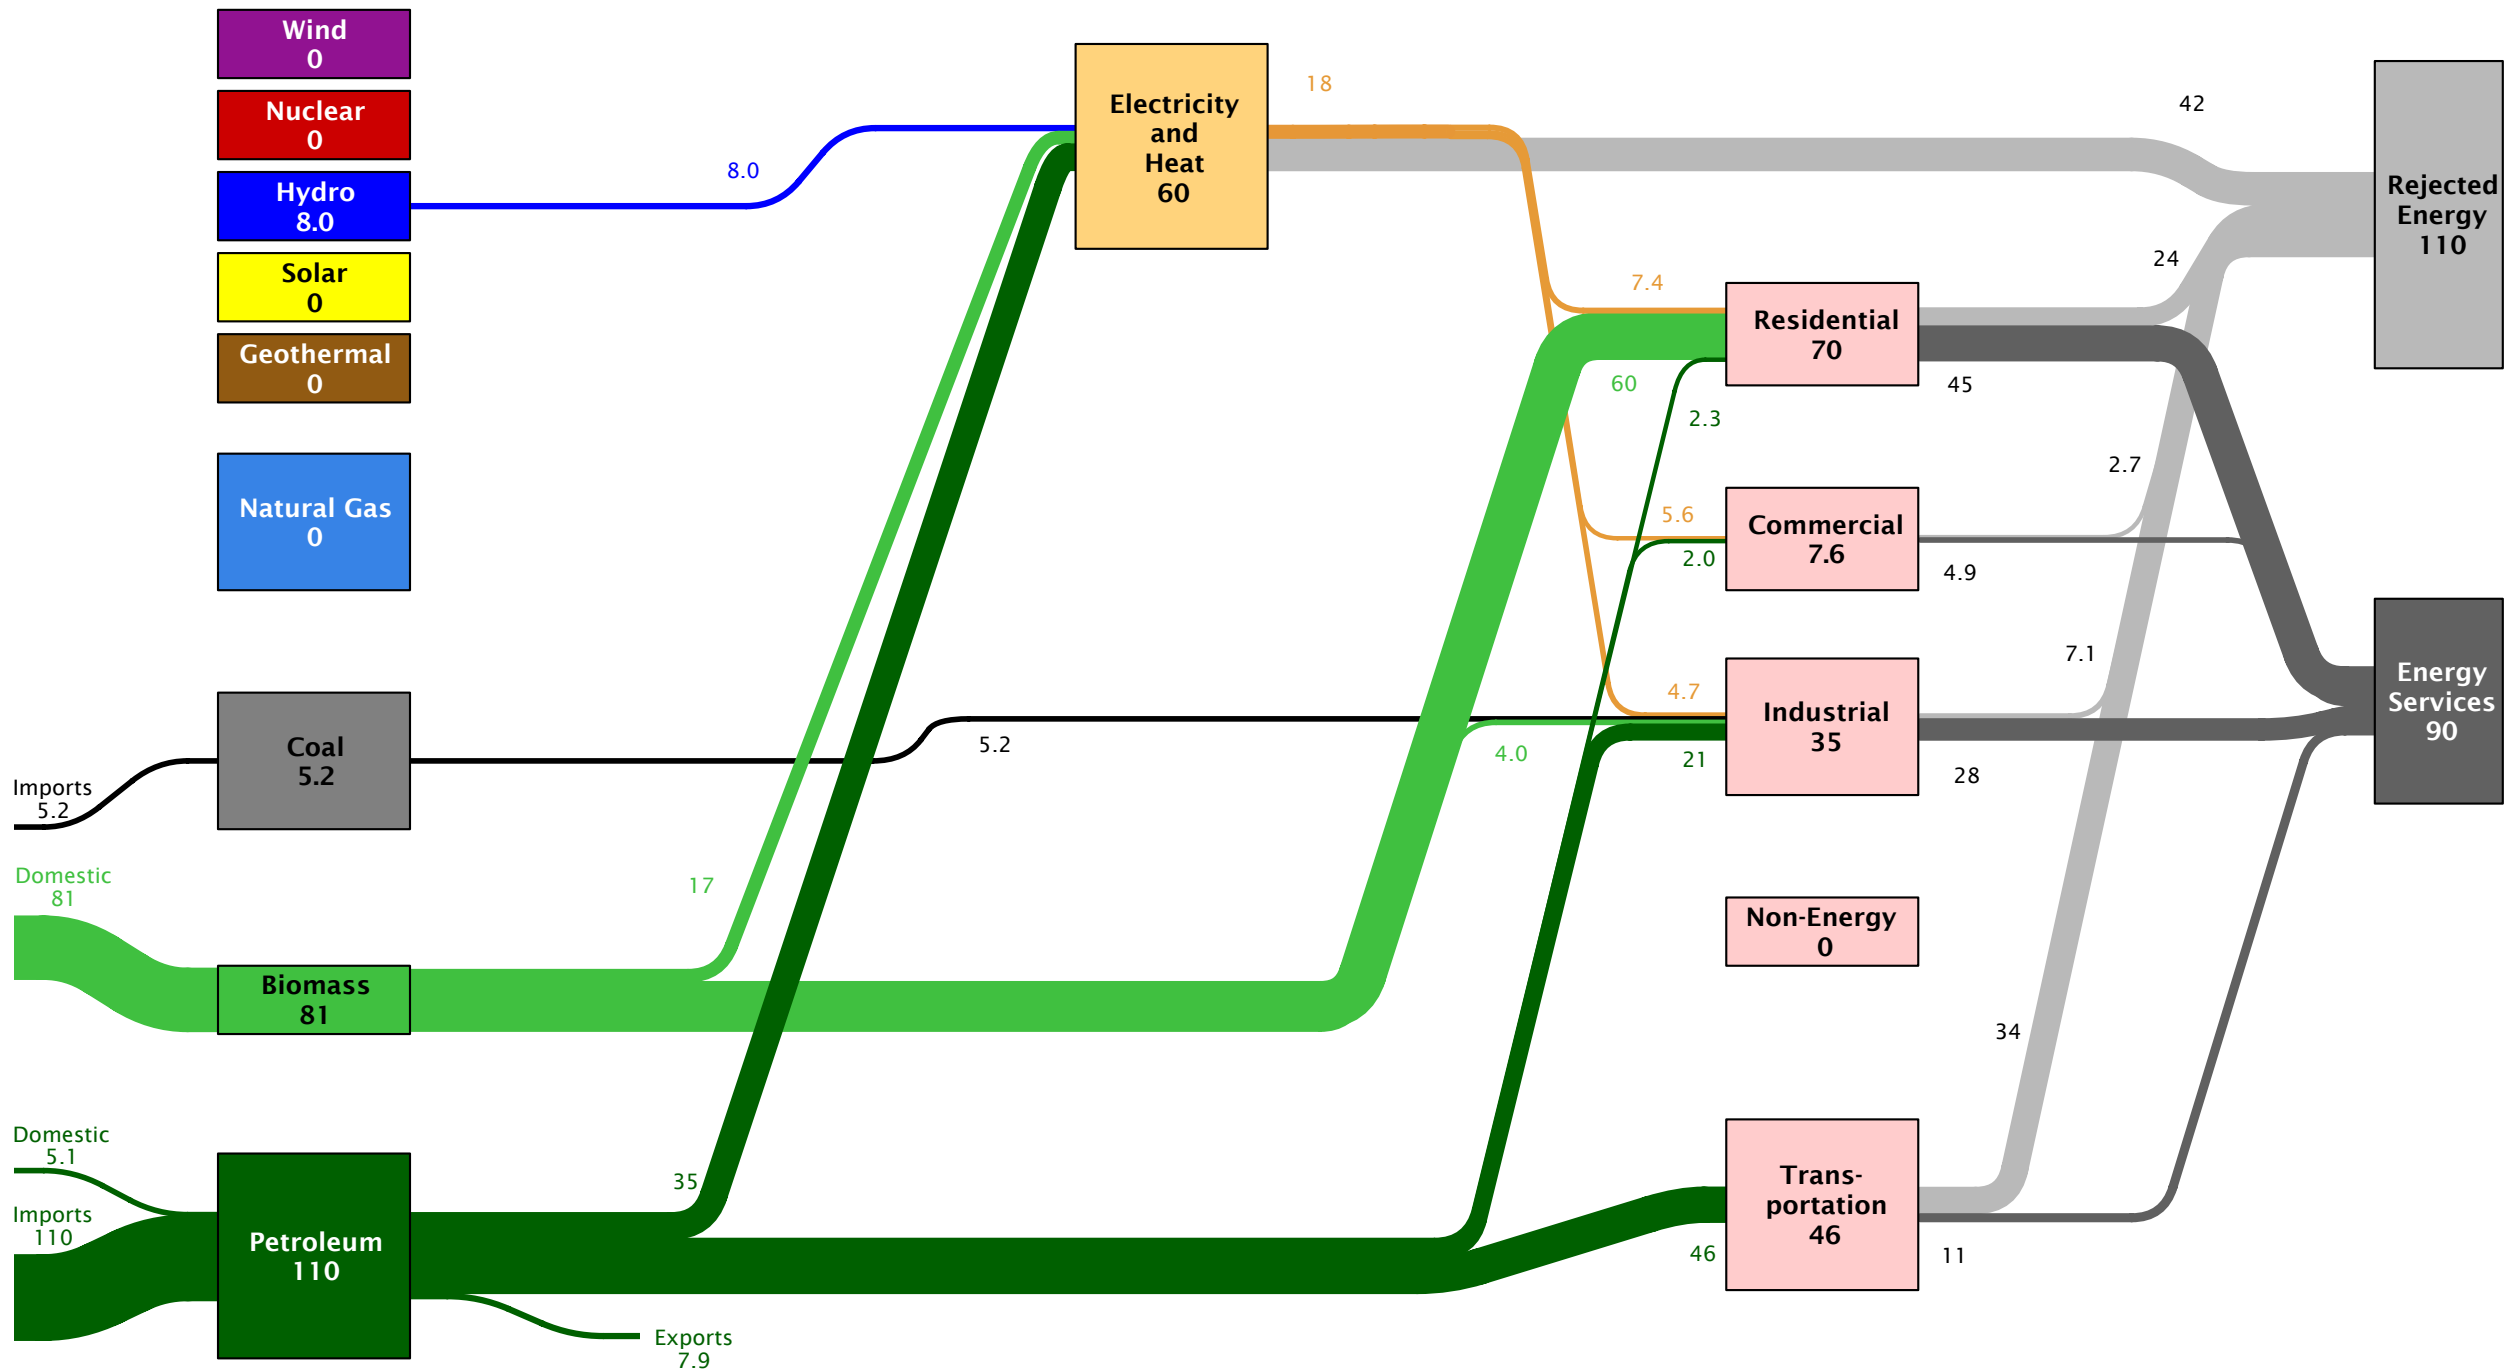 Wind
0
Nuclear
0
Hydro
8.0
Solar
0
Geothermal
0
Natural Gas
0
Coal
5.2
Imports
5.2
Domestic
81
Biomass
81
Domestic
5.1
Imports
110
Petroleum
110
Exports
7.9
8.0
17
35
5.2
Electricity
and
Heat
60
18
42
7.4
60
2.3
Residential
70
24
45
5.6
2.0
Commercial
7.6
2.7
4.9
4.7
4.0
21
Industrial
35
7.1
28
Non-Energy
0
46
Trans-
portation
46
34
11
Rejected
Energy
110
Energy
Services
90